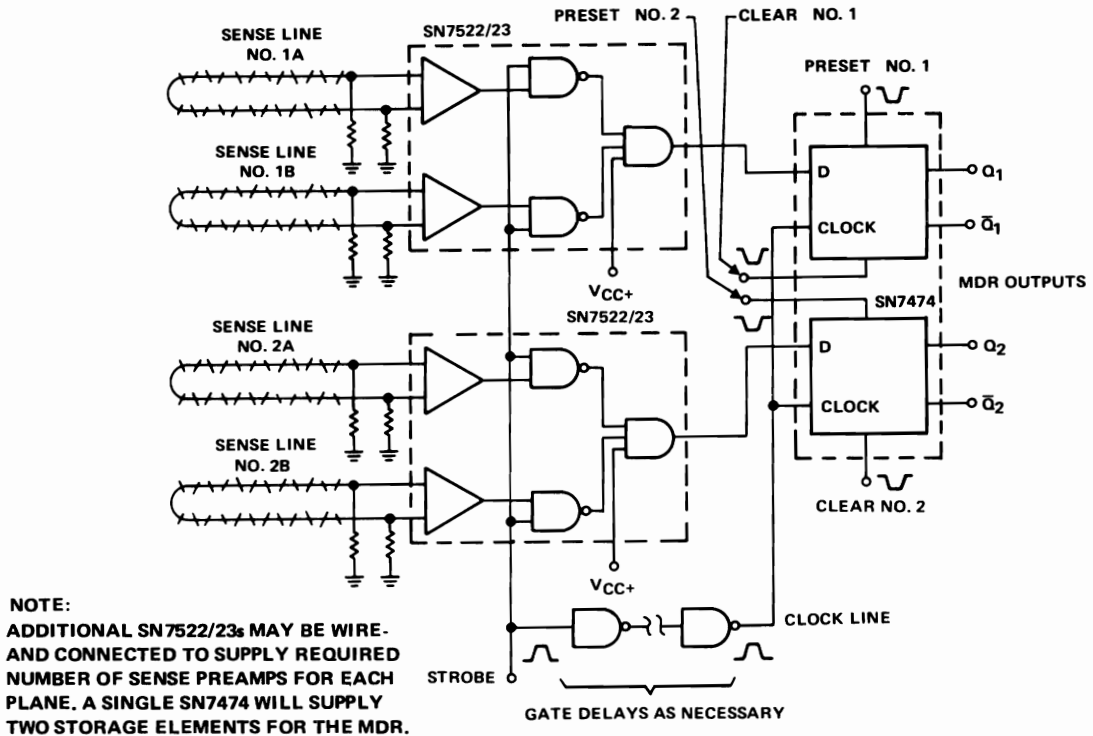 PRESET NO. 2
CLEAR NO. 1
SENSE LINE
NO. 1A
SN7522/23
PRESET NO. 1
SENSE LINE
NO. 1B
D
CLOCK
Q1
Q̅1
VCC+
MDR OUTPUTS
SN7474
SN7522/23
SENSE LINE
NO. 2A
D
CLOCK
Q2
Q̅2
SENSE LINE
NO. 2B
CLEAR NO. 2
VCC+
CLOCK LINE
STROBE
GATE DELAYS AS NECESSARY
NOTE:
ADDITIONAL SN7522/23s MAY BE WIRE-
AND CONNECTED TO SUPPLY REQUIRED
NUMBER OF SENSE PREAMPS FOR EACH
PLANE. A SINGLE SN7474 WILL SUPPLY
TWO STORAGE ELEMENTS FOR THE MDR.